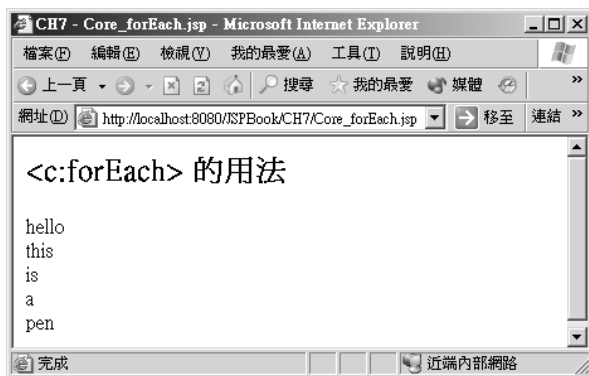 CH7 - Core_forEach.jsp - Microsoft Internet Explorer
檔案(F) 編輯(E) 檢視(V) 我的最愛(A) 工具(T) 說明(H)
上一頁 搜尋 我的最愛 媒體 »
網址(D) http://localhost:8080/JSPBook/CH7/Core_forEach.jsp 移至 連結 »
<c:forEach> 的用法
hello
this
is
a
pen
完成 近端內部網路